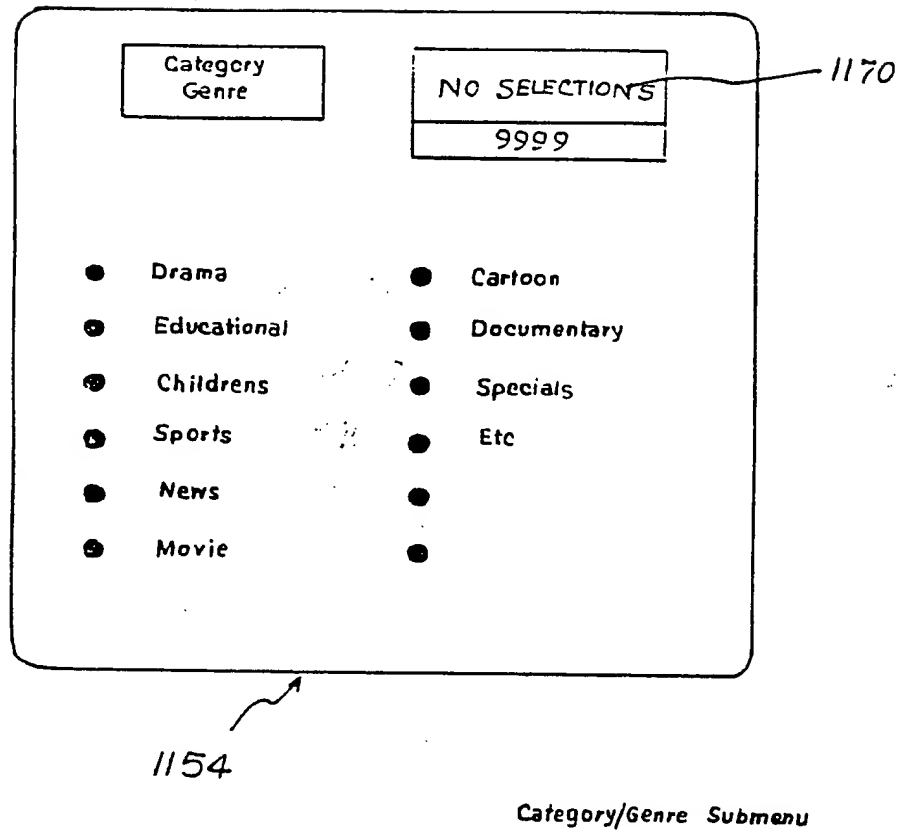 Category
Genre
NO SELECTIONS
1170
9999
Drama
Educational
Childrens
Sports
News
Movie
Cartoon
Documentary
Specials
Etc
1154
Category/Genre Submenu